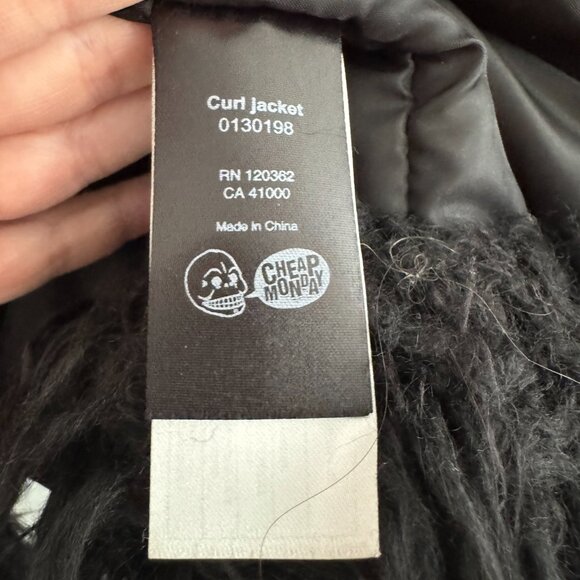 Curl jacket
0130198
RN 120362
CA 41000
Made in China
CHEAP
MONDAY